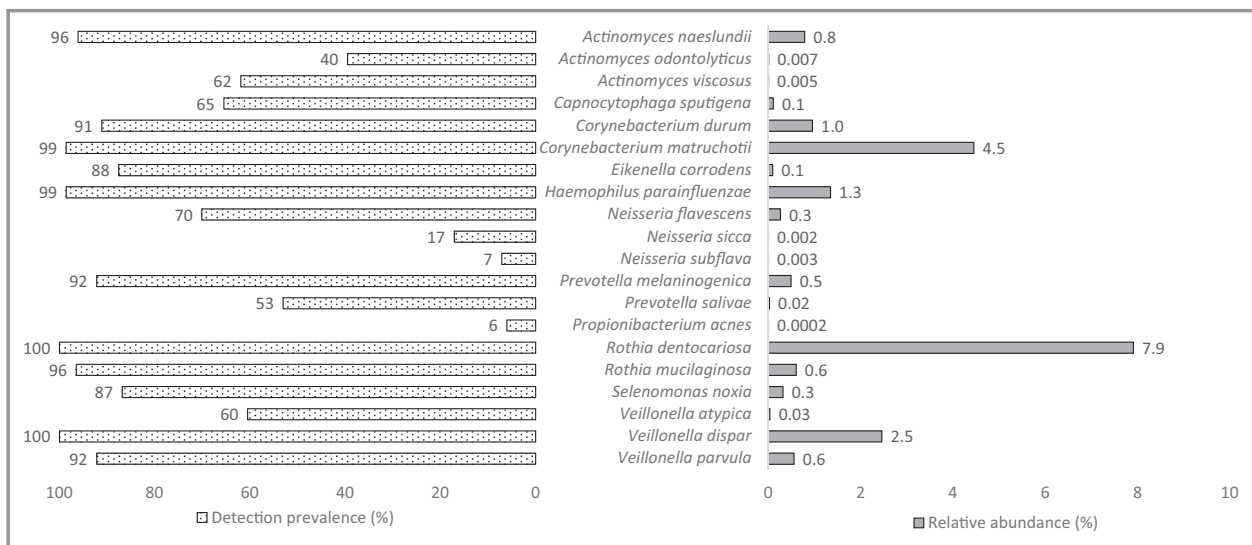 96 Actinomyces naeslundii 0.8
40 Actinomyces odontolyticus 0.007
62 Actinomyces viscosus 0.005
65 Capnocytophaga sputigena 0.1
91 Corynebacterium durum 1.0
99 Corynebacterium matruchotii 4.5
88 Eikenella corrodens 0.1
99 Haemophilus parainfluenzae 1.3
70 Neisseria flavescens 0.3
17 Neisseria sicca 0.002
7 Neisseria subflava 0.003
92 Prevotella melaninogenica 0.5
53 Prevotella salivae 0.02
6 Propionibacterium acnes 0.0002
100 Rothia dentocariosa 7.9
96 Rothia mucilaginosa 0.6
87 Selenomonas noxia 0.3
60 Veillonella atypica 0.03
100 Veillonella dispar 2.5
92 Veillonella parvula 0.6
100 80 60 40 20 0 0 2 4 6 8 10
Detection prevalence (%) Relative abundance (%)